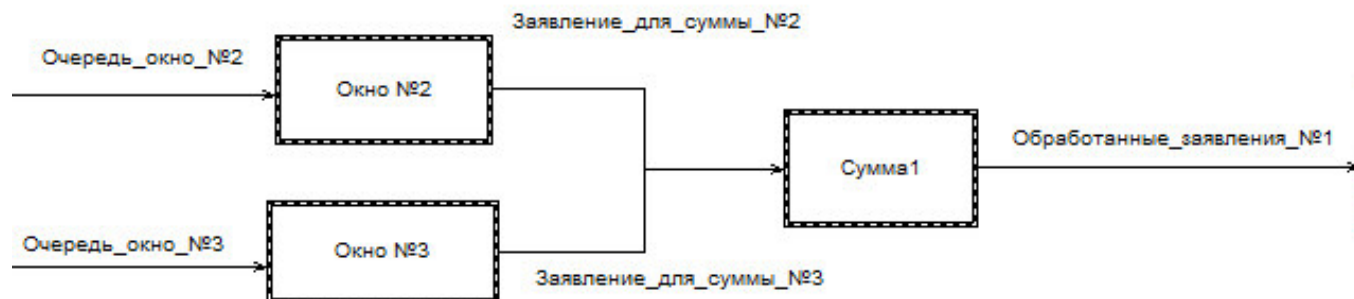 Заявление_для_суммы_№2
Очередь_окно_№2
Окно №2
Обработанные_заявления_№1
Сумма1
Очередь_окно_№3
Окно №3
Заявление_для_суммы_№3